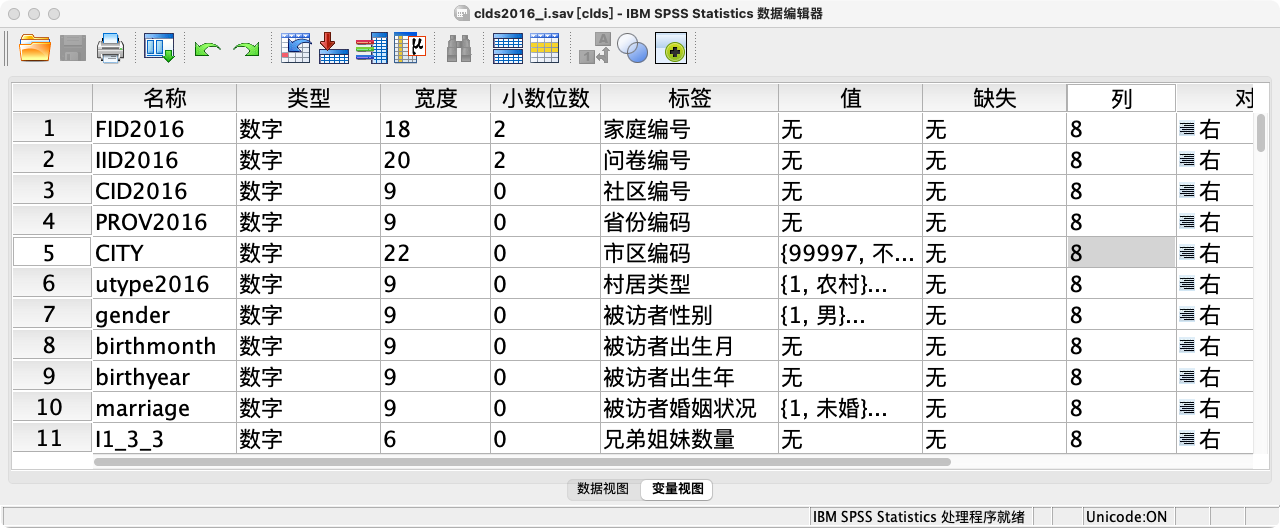 clds2016_i.sav [clds] - IBM SPSS Statistics 数据编辑器
名称 类型 宽度 小数位数 标签 值 缺失 列 对
1 FID2016 数字 18 2 家庭编号 无 无 8 右
2 IID2016 数字 20 2 问卷编号 无 无 8 右
3 CID2016 数字 9 0 社区编号 无 无 8 右
4 PROV2016 数字 9 0 省份编码 无 无 8 右
5 CITY 数字 22 0 市区编码 {99997, 不... 无 8 右
6 utype2016 数字 9 0 村居类型 {1, 农村}... 无 8 右
7 gender 数字 9 0 被访者性别 {1, 男}... 无 8 右
8 birthmonth 数字 9 0 被访者出生月 无 无 8 右
9 birthyear 数字 9 0 被访者出生年 无 无 8 右
10 marriage 数字 9 0 被访者婚姻状况 {1, 未婚}... 无 8 右
11 I1_3_3 数字 6 0 兄弟姐妹数量 无 无 8 右
数据视图 变量视图
IBM SPSS Statistics 处理程序就绪 Unicode:ON